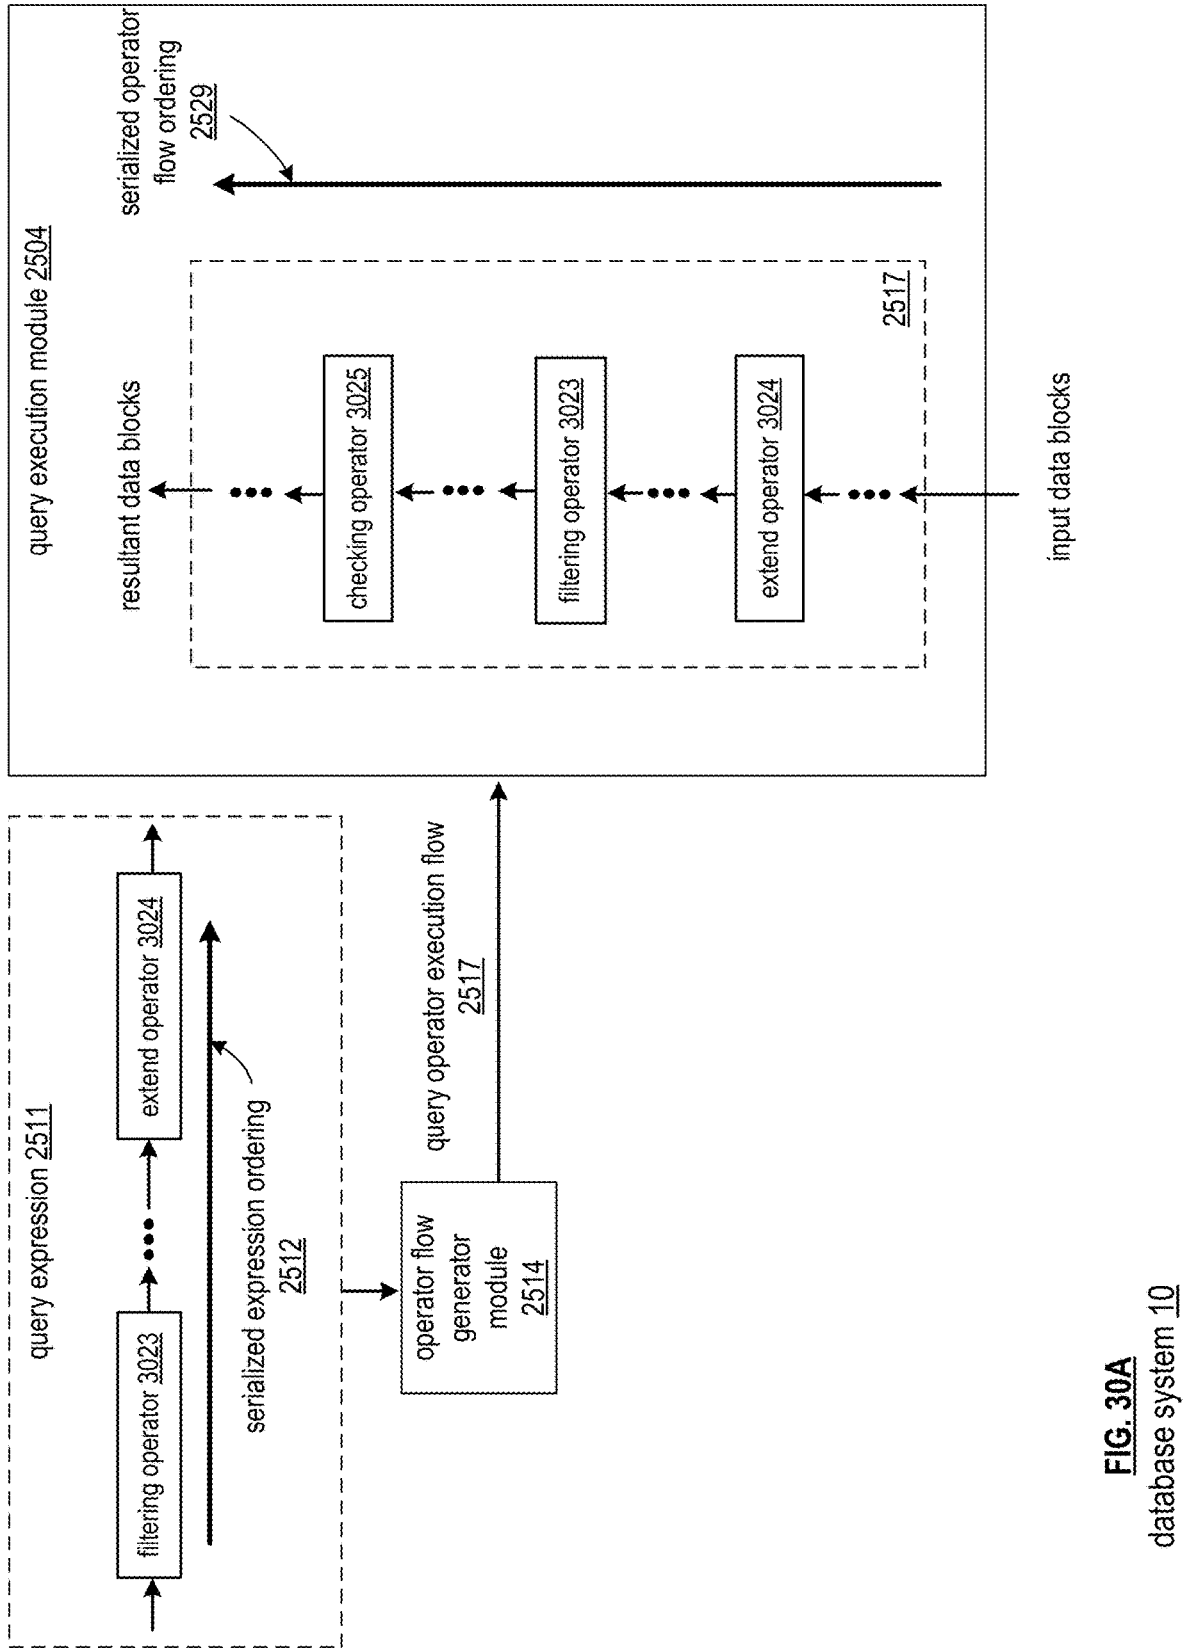 query expression 2511
filtering operator 3023
extend operator 3024
serialized expression ordering
2512
operator flow
generator
module
2514
query operator execution flow
2517
query execution module 2504
resultant data blocks
checking operator 3025
filtering operator 3023
extend operator 3024
2517
input data blocks
serialized operator
flow ordering
2529
FIG. 30A
database system 10